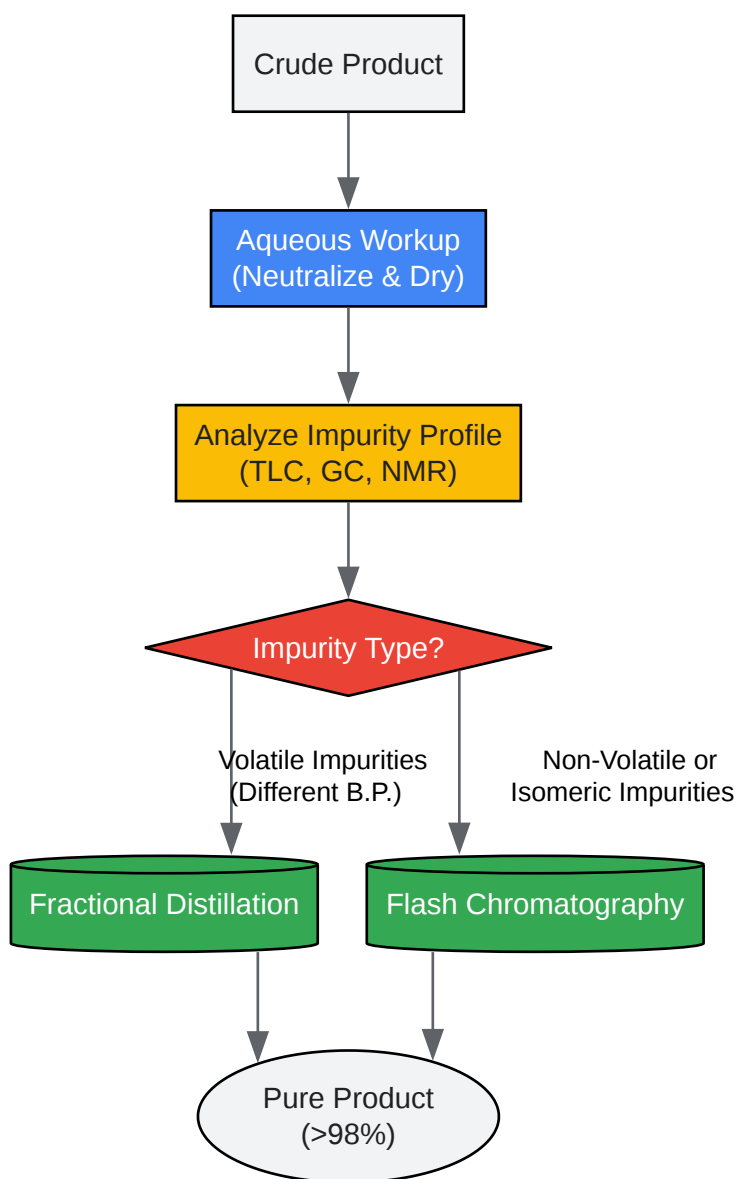 Crude Product
Aqueous Workup
(Neutralize & Dry)
Analyze Impurity Profile
(TLC, GC, NMR)
Impurity Type?
Volatile Impurities
(Different B.P.)
Non-Volatile or
Isomeric Impurities
Fractional Distillation
Flash Chromatography
Pure Product
(>98%)